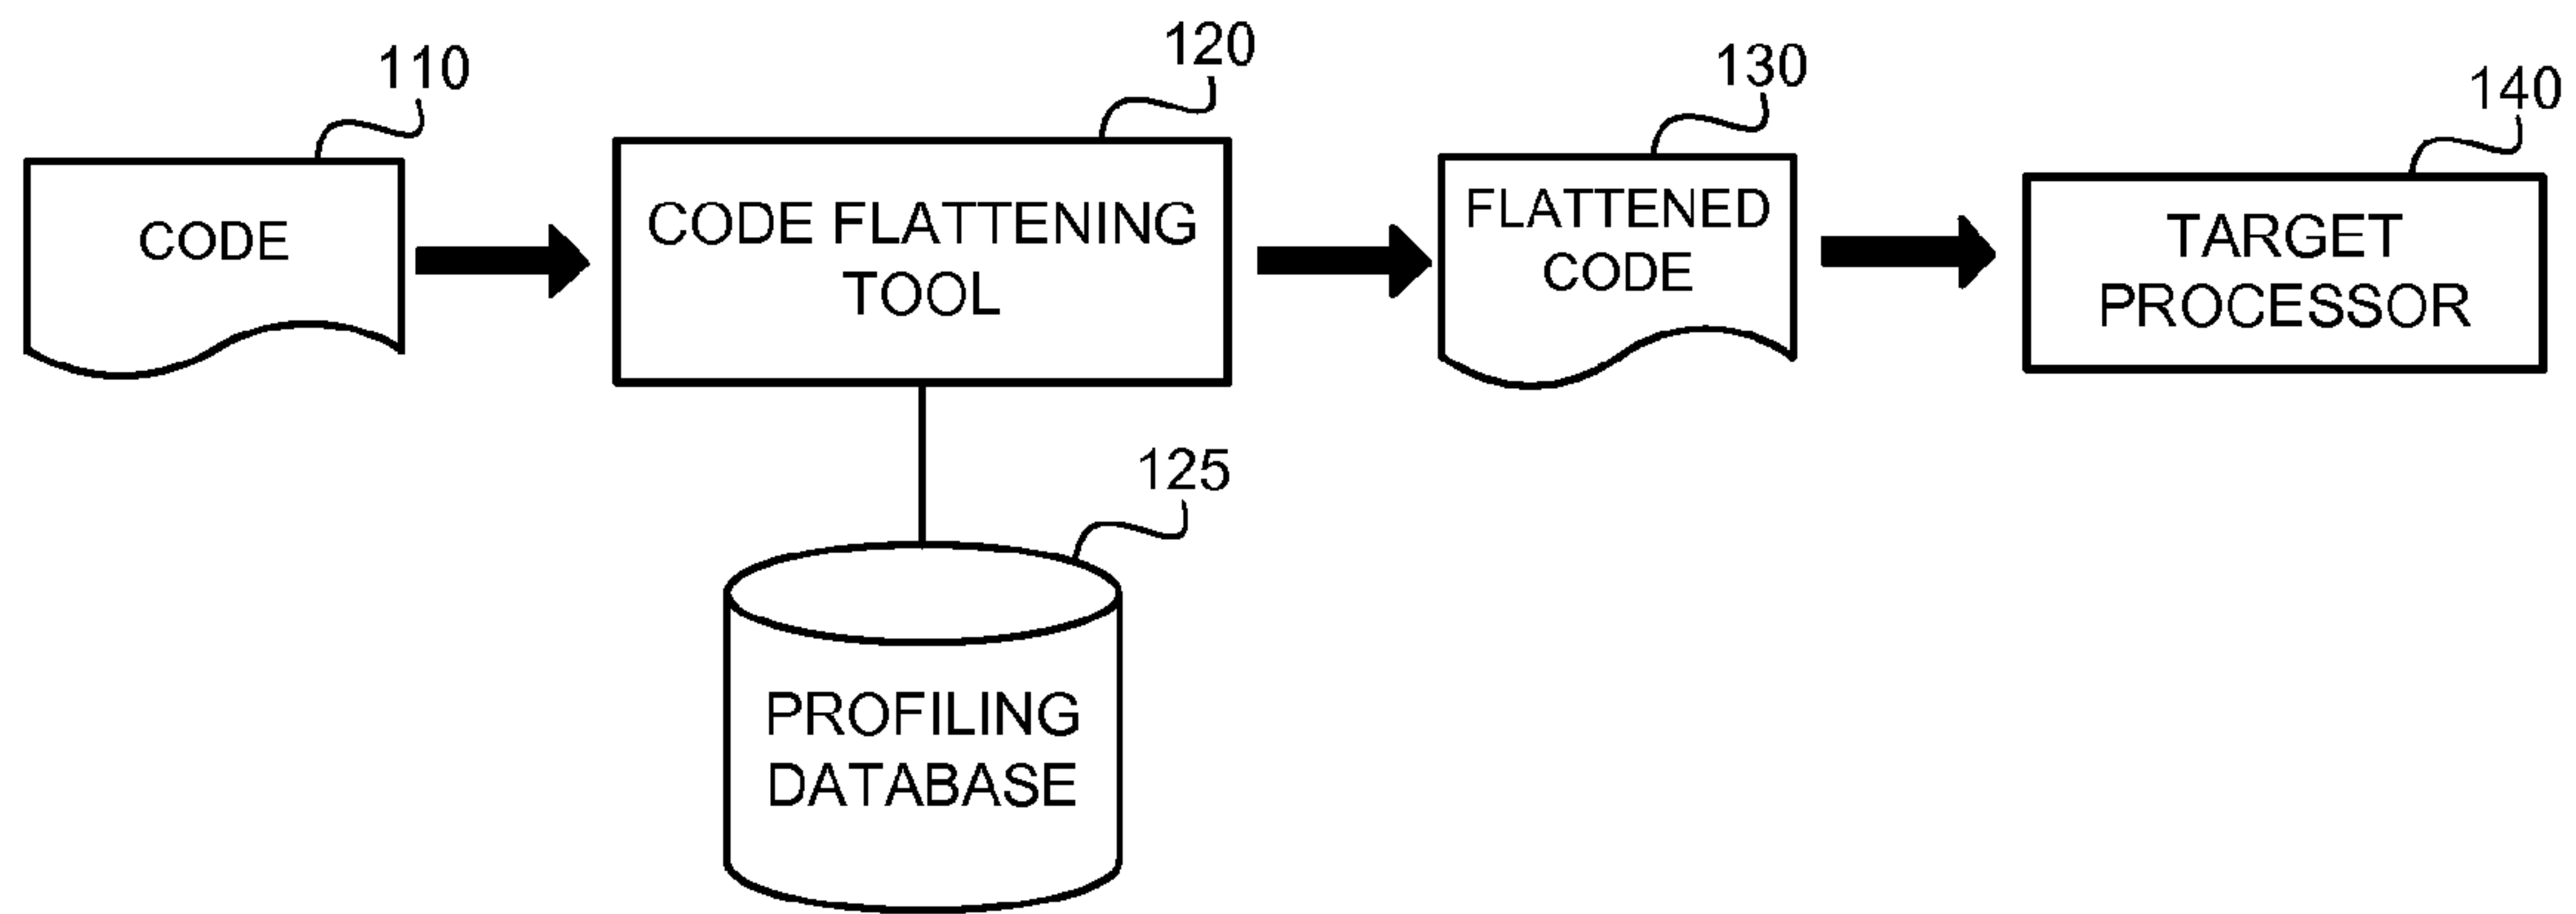 110
120
130
140
CODE
CODE FLATTENING
TOOL
FLATTENED
CODE
TARGET
PROCESSOR
125
PROFILING
DATABASE